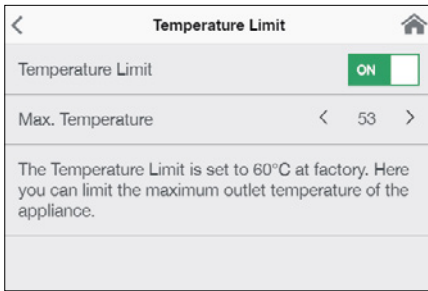 Temperature Limit
Temperature Limit
ON
Max. Temperature
53
The Temperature Limit is set to 60°C at factory. Here
you can limit the maximum outlet temperature of the
appliance.